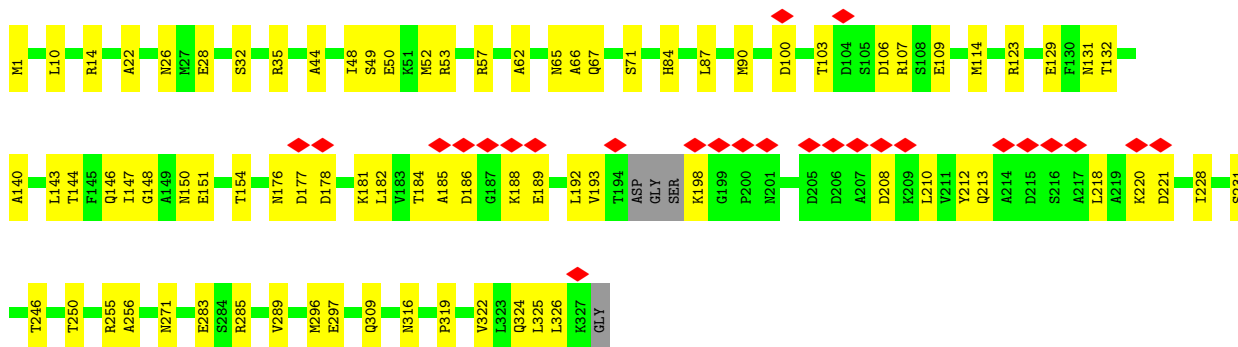 M1 L10 R14 A22 N26 M27 E28 S32 R35 A44 I48 S49 E50 K51 M52 R53 R57 A62 N65 A66 Q67 S71 H84 L87 M90 D100 T103 D104 S105 D106 R107 S108 E109 M114 R123 E129 F130 N131 T132
A140 L143 T144 F145 Q146 I147 G148 A149 N150 E151 T154 N176 D177 D178 K181 L182 V183 T184 A185 D186 G187 K188 E189 L192 V193 T194 ASP GLY SER K198 G199 P200 N201 D205 D206 A207 D208 K209 L210 V211 Y212 Q213 A214 D215 S216 A217 L218 A219 K220 D221 I228 S231
T246 T250 R255 A256 N271 E283 S284 R285 V289 M296 E297 Q309 N316 P319 V322 L323 Q324 L325 L326 K327 GLY